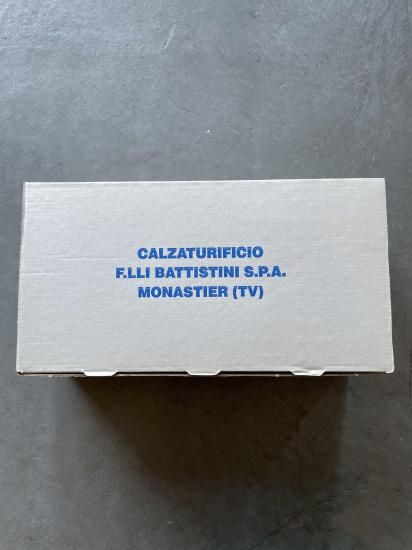 CALZATURIFICIO
F.LLI BATTISTINI S.P.A.
MONASTIER (TV)